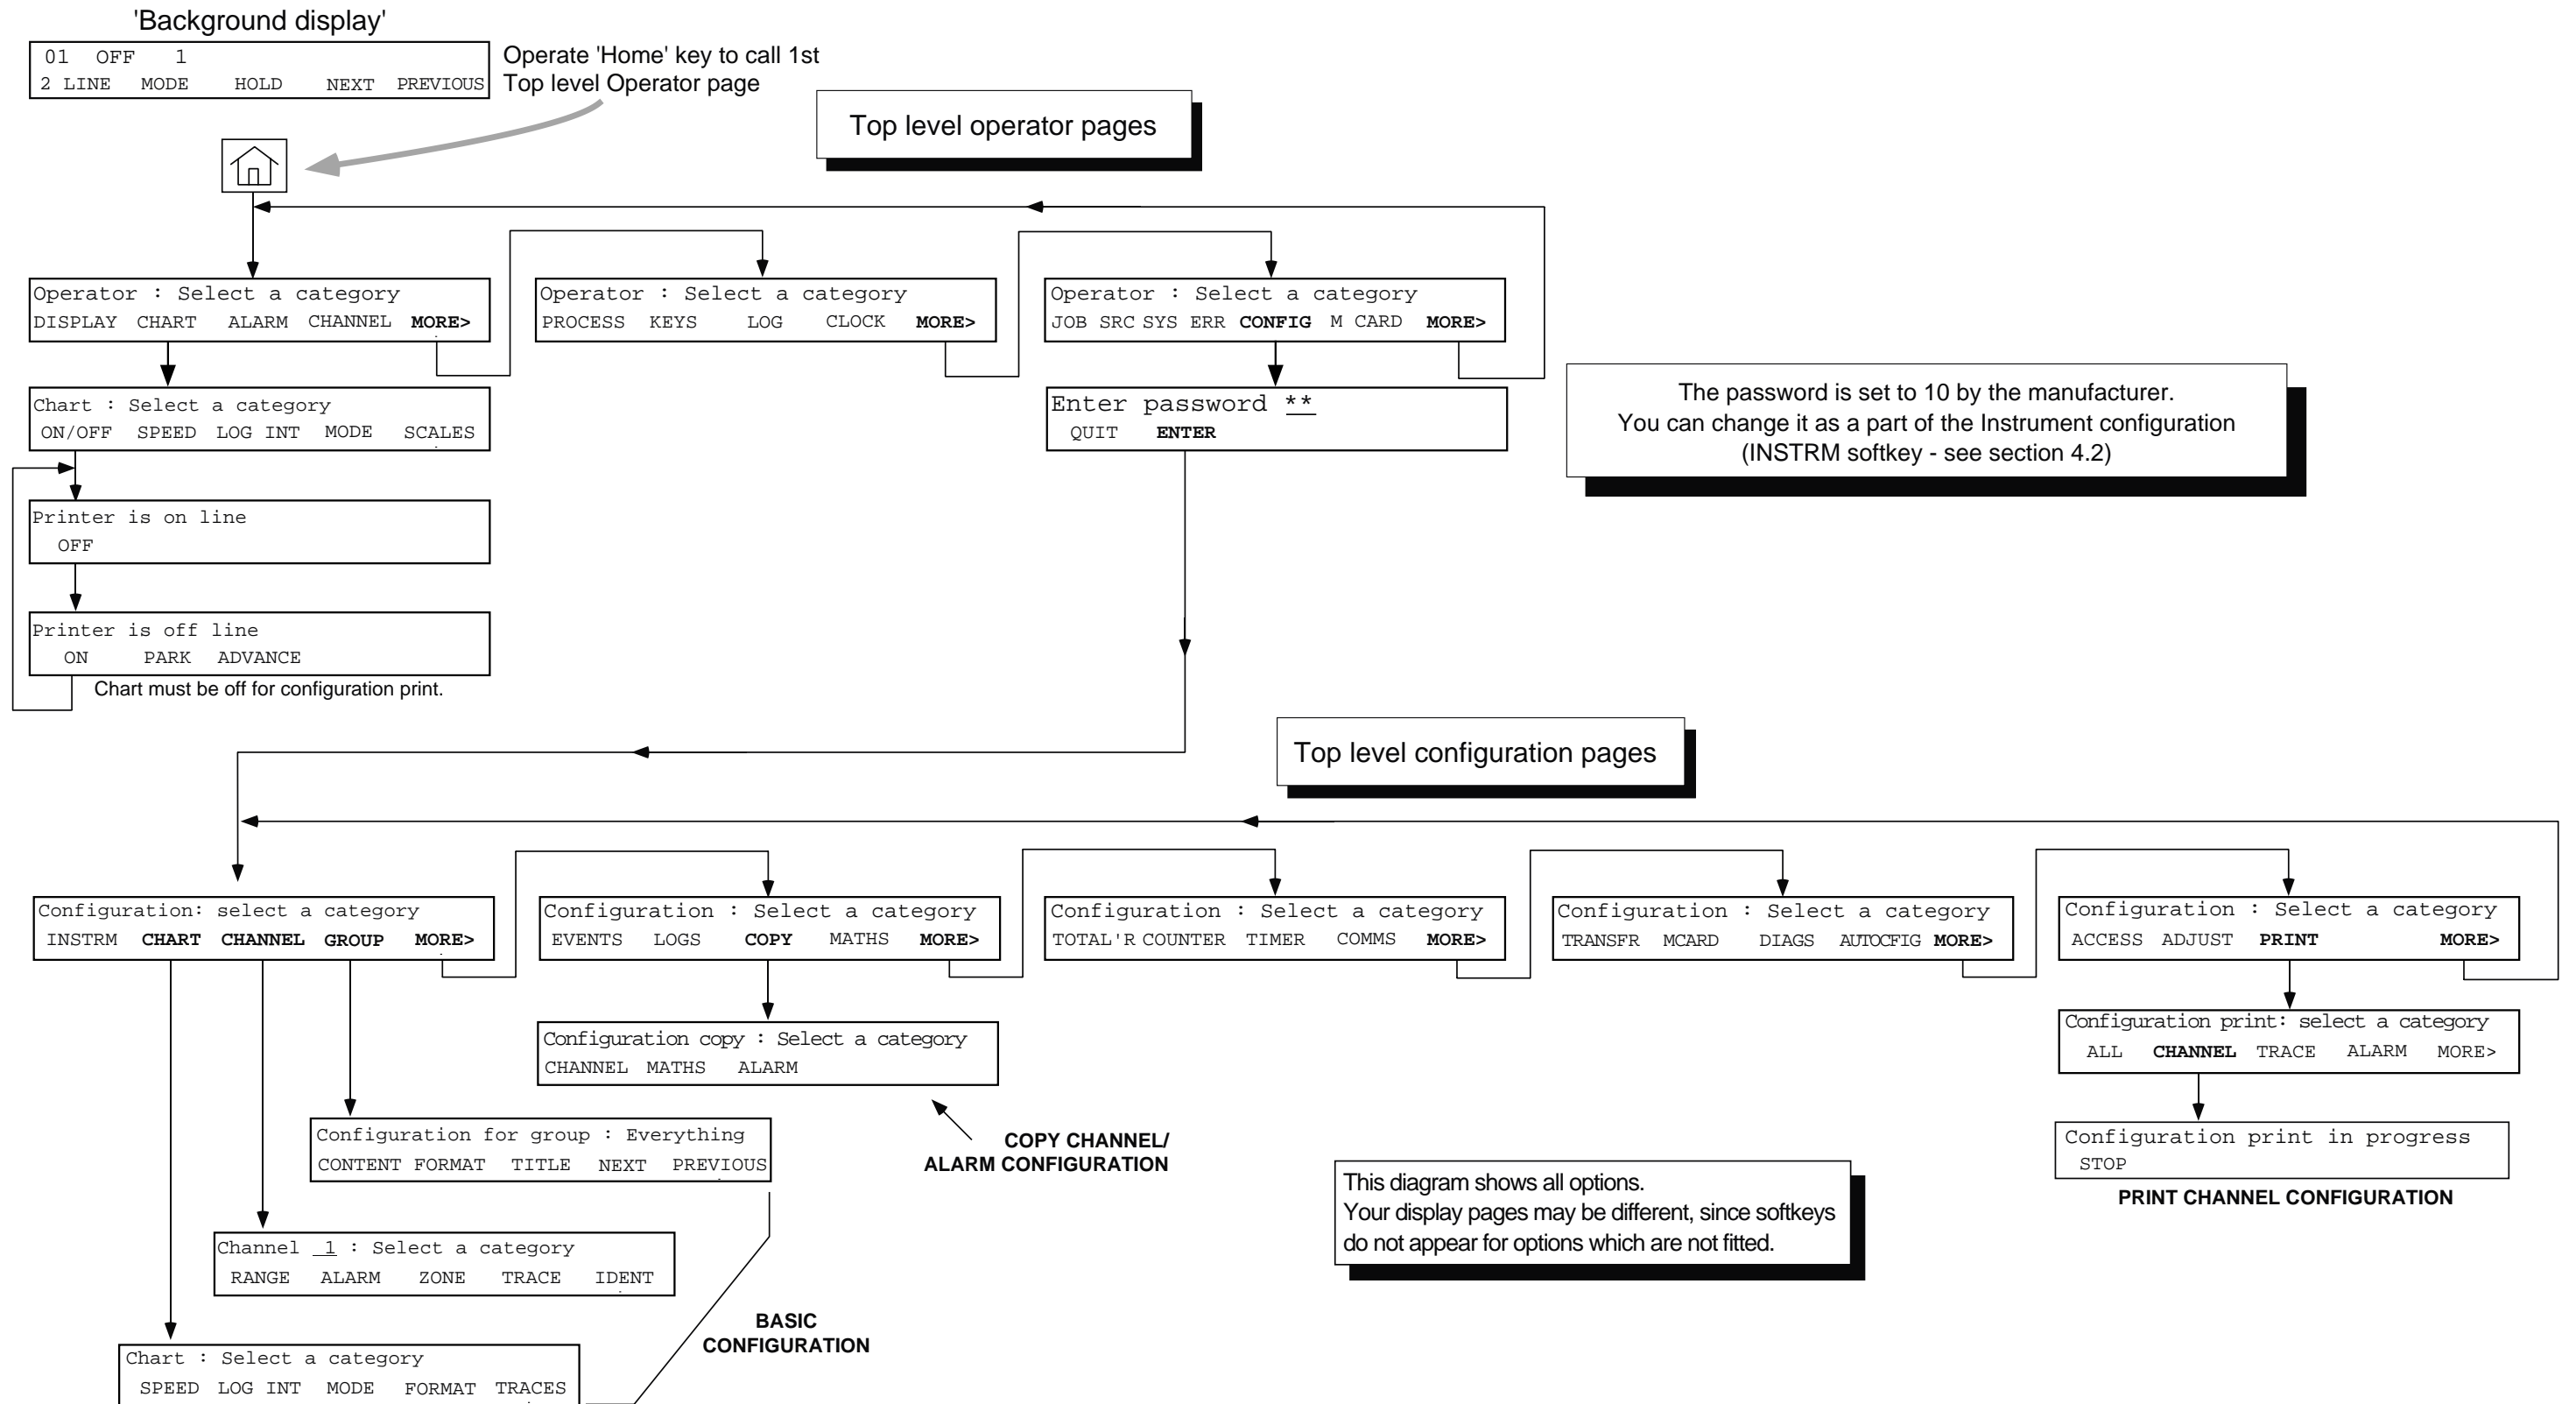 'Background display'
01 OFF 1
2 LINE MODE HOLD NEXT PREVIOUS
Operate 'Home' key to call 1st
Top level Operator page
Top level operator pages
Operator : Select a category
DISPLAY CHART ALARM CHANNEL MORE>
Operator : Select a category
PROCESS KEYS LOG CLOCK MORE>
Operator : Select a category
JOB SRC SYS ERR CONFIG M CARD MORE>
Chart : Select a category
ON/OFF SPEED LOG INT MODE SCALES
Enter password **
QUIT ENTER
The password is set to 10 by the manufacturer.
You can change it as a part of the Instrument configuration
(INSTRM softkey - see section 4.2)
Printer is on line
OFF
Printer is off line
ON PARK ADVANCE
Chart must be off for configuration print.
Top level configuration pages
Configuration: select a category
INSTRM CHART CHANNEL GROUP MORE>
Configuration : Select a category
EVENTS LOGS COPY MATHS MORE>
Configuration : Select a category
TOTAL'R COUNTER TIMER COMMS MORE>
Configuration : Select a category
TRANSFR MCARD DIAGS AUTOCFIG MORE>
Configuration : Select a category
ACCESS ADJUST PRINT MORE>
Configuration copy : Select a category
CHANNEL MATHS ALARM
Configuration print: select a category
ALL CHANNEL TRACE ALARM MORE>
Configuration for group : Everything
CONTENT FORMAT TITLE NEXT PREVIOUS
COPY CHANNEL/
ALARM CONFIGURATION
Configuration print in progress
STOP
PRINT CHANNEL CONFIGURATION
This diagram shows all options.
Your display pages may be different, since softkeys
do not appear for options which are not fitted.
Channel 1 : Select a category
RANGE ALARM ZONE TRACE IDENT
BASIC
CONFIGURATION
Chart : Select a category
SPEED LOG INT MODE FORMAT TRACES